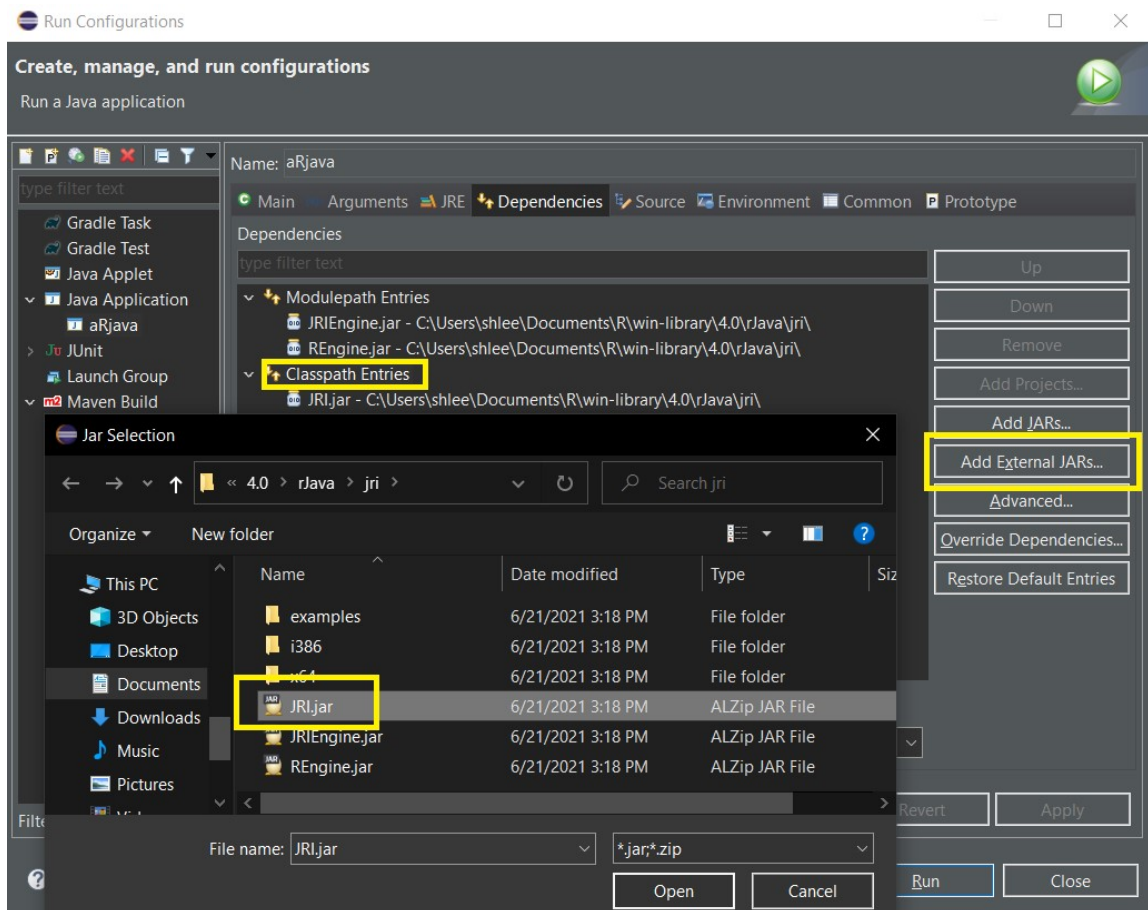 Run Configurations
Create, manage, and run configurations
Run a Java application
Name: aRjava
type filter text
Main Arguments JRE Dependencies Source Environment Common Prototype
Gradle Task
Gradle Test
Java Applet
Java Application
aRjava
JUnit
Launch Group
Maven Build
Dependencies
type filter text
Modulepath Entries
JRIEngine.jar - C:\Users\shlee\Documents\R\win-library\4.0\rJava\jri\
REngine.jar - C:\Users\shlee\Documents\R\win-library\4.0\rJava\jri\
Classpath Entries
JRI.jar - C:\Users\shlee\Documents\R\win-library\4.0\rJava\jri\
Up
Down
Remove
Add Projects...
Add JARs...
Add External JARs...
Advanced...
Override Dependencies...
Restore Default Entries
Jar Selection
« 4.0 > rJava > jri >
Search jri
Organize New folder
This PC
3D Objects
Desktop
Documents
Downloads
Music
Pictures
Name Date modified Type Siz
examples 6/21/2021 3:18 PM File folder
i386 6/21/2021 3:18 PM File folder
x64 6/21/2021 3:18 PM File folder
JRI.jar 6/21/2021 3:18 PM ALZip JAR File
JRIEngine.jar 6/21/2021 3:18 PM ALZip JAR File
REngine.jar 6/21/2021 3:18 PM ALZip JAR File
File name: JRI.jar *.jar;*.zip
Open Cancel
Filte
Revert Apply
Run Close